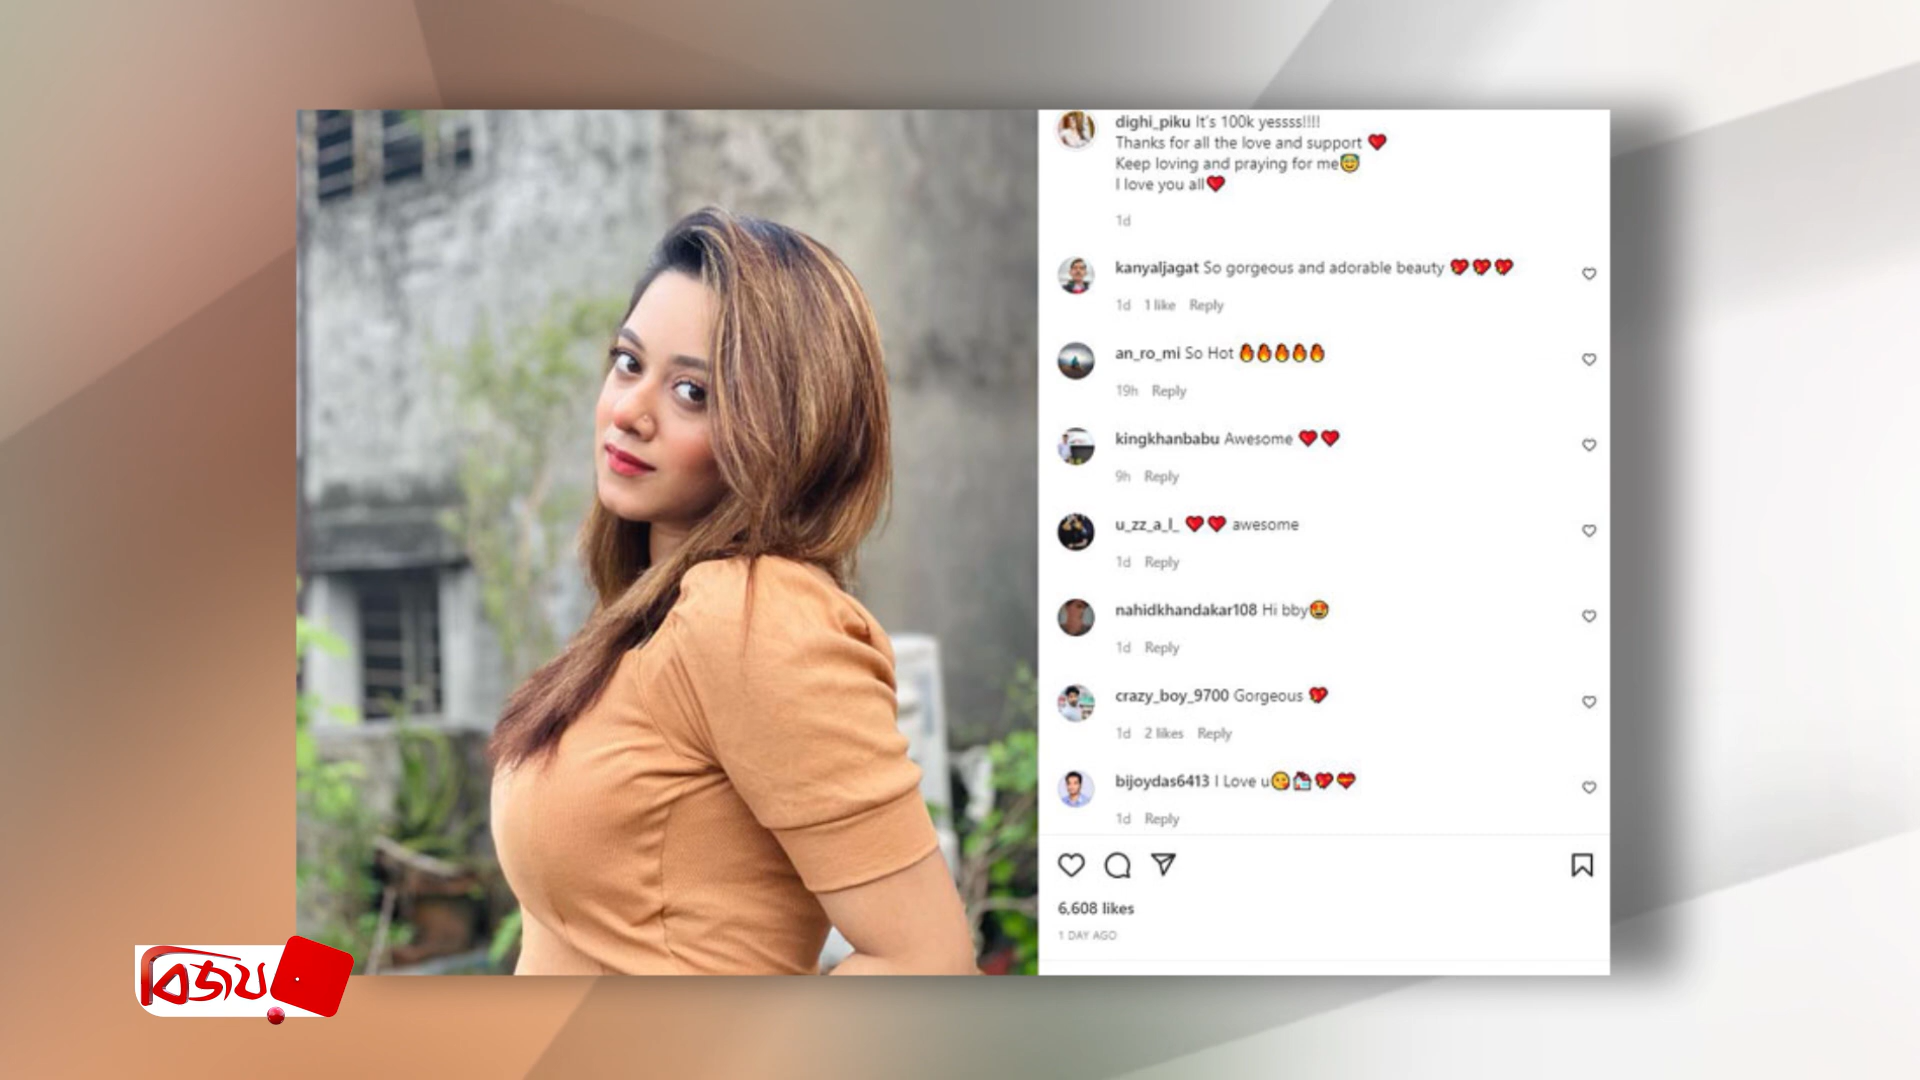 dighi_piku It's 100k yessss!!!!
Thanks for all the love and support ❤️
Keep loving and praying for me😇
I love you all❤️
1d
kanyaljagat So gorgeous and adorable beauty 💖💖💖
1d 1 like Reply
an_ro_mi So Hot 🔥🔥🔥🔥🔥
19h Reply
kingkhanbabu Awesome ❤️❤️
9h Reply
u_zz_a_l_ ❤️❤️ awesome
1d Reply
nahidkhandakar108 Hi bby😍
1d Reply
crazy_boy_9700 Gorgeous 💖
1d 2 likes Reply
bijoydas6413 I Love u😘🏠💖💝
1d Reply
6,608 likes
1 DAY AGO
বিজয়